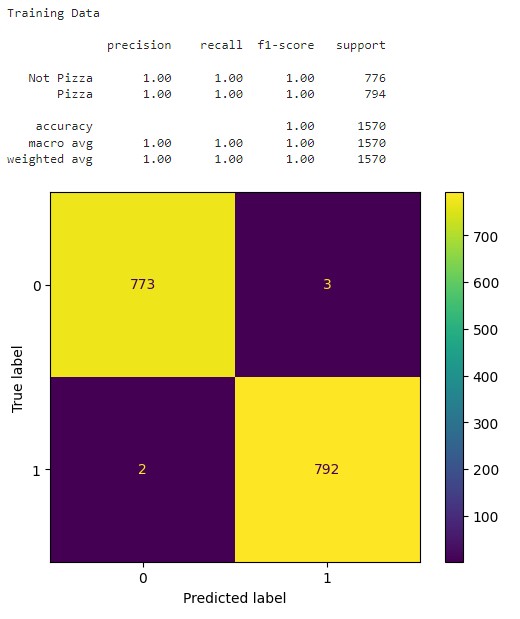 Training Data
precision recall f1-score support
Not Pizza 1.00 1.00 1.00 776
Pizza 1.00 1.00 1.00 794
accuracy 1.00 1570
macro avg 1.00 1.00 1.00 1570
weighted avg 1.00 1.00 1.00 1570
773 3
2 792
0
1
True label
0 1
Predicted label
700
600
500
400
300
200
100